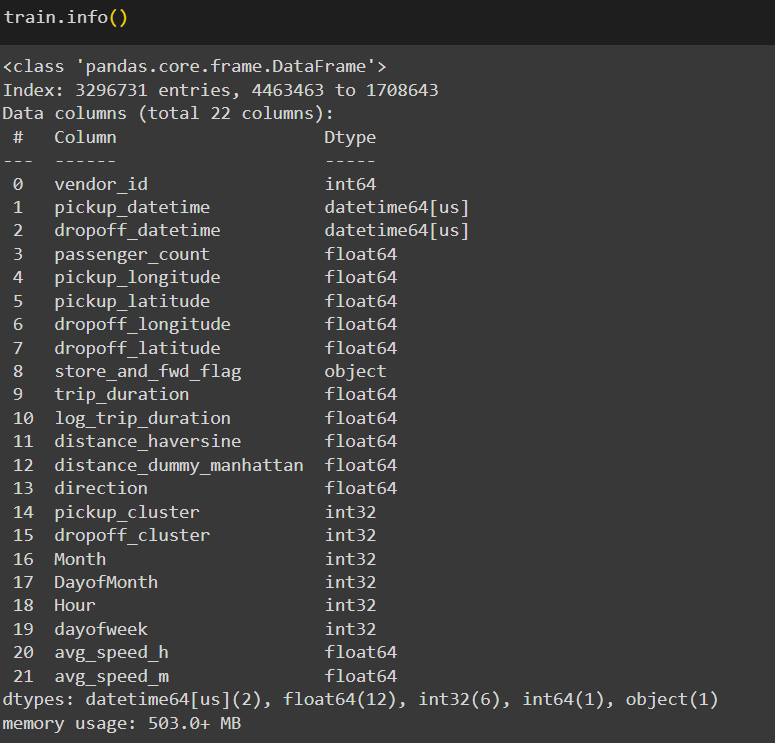 train.info()
<class 'pandas.core.frame.DataFrame'>
Index: 3296731 entries, 4463463 to 1708643
Data columns (total 22 columns):
 #   Column                    Dtype
---  ------                    -----
 0   vendor_id                 int64
 1   pickup_datetime           datetime64[us]
 2   dropoff_datetime          datetime64[us]
 3   passenger_count           float64
 4   pickup_longitude          float64
 5   pickup_latitude           float64
 6   dropoff_longitude         float64
 7   dropoff_latitude          float64
 8   store_and_fwd_flag        object
 9   trip_duration             float64
 10  log_trip_duration         float64
 11  distance_haversine        float64
 12  distance_dummy_manhattan  float64
 13  direction                 float64
 14  pickup_cluster            int32
 15  dropoff_cluster           int32
 16  Month                     int32
 17  DayofMonth                int32
 18  Hour                      int32
 19  dayofweek                 int32
 20  avg_speed_h               float64
 21  avg_speed_m               float64
dtypes: datetime64[us](2), float64(12), int32(6), int64(1), object(1)
memory usage: 503.0+ MB